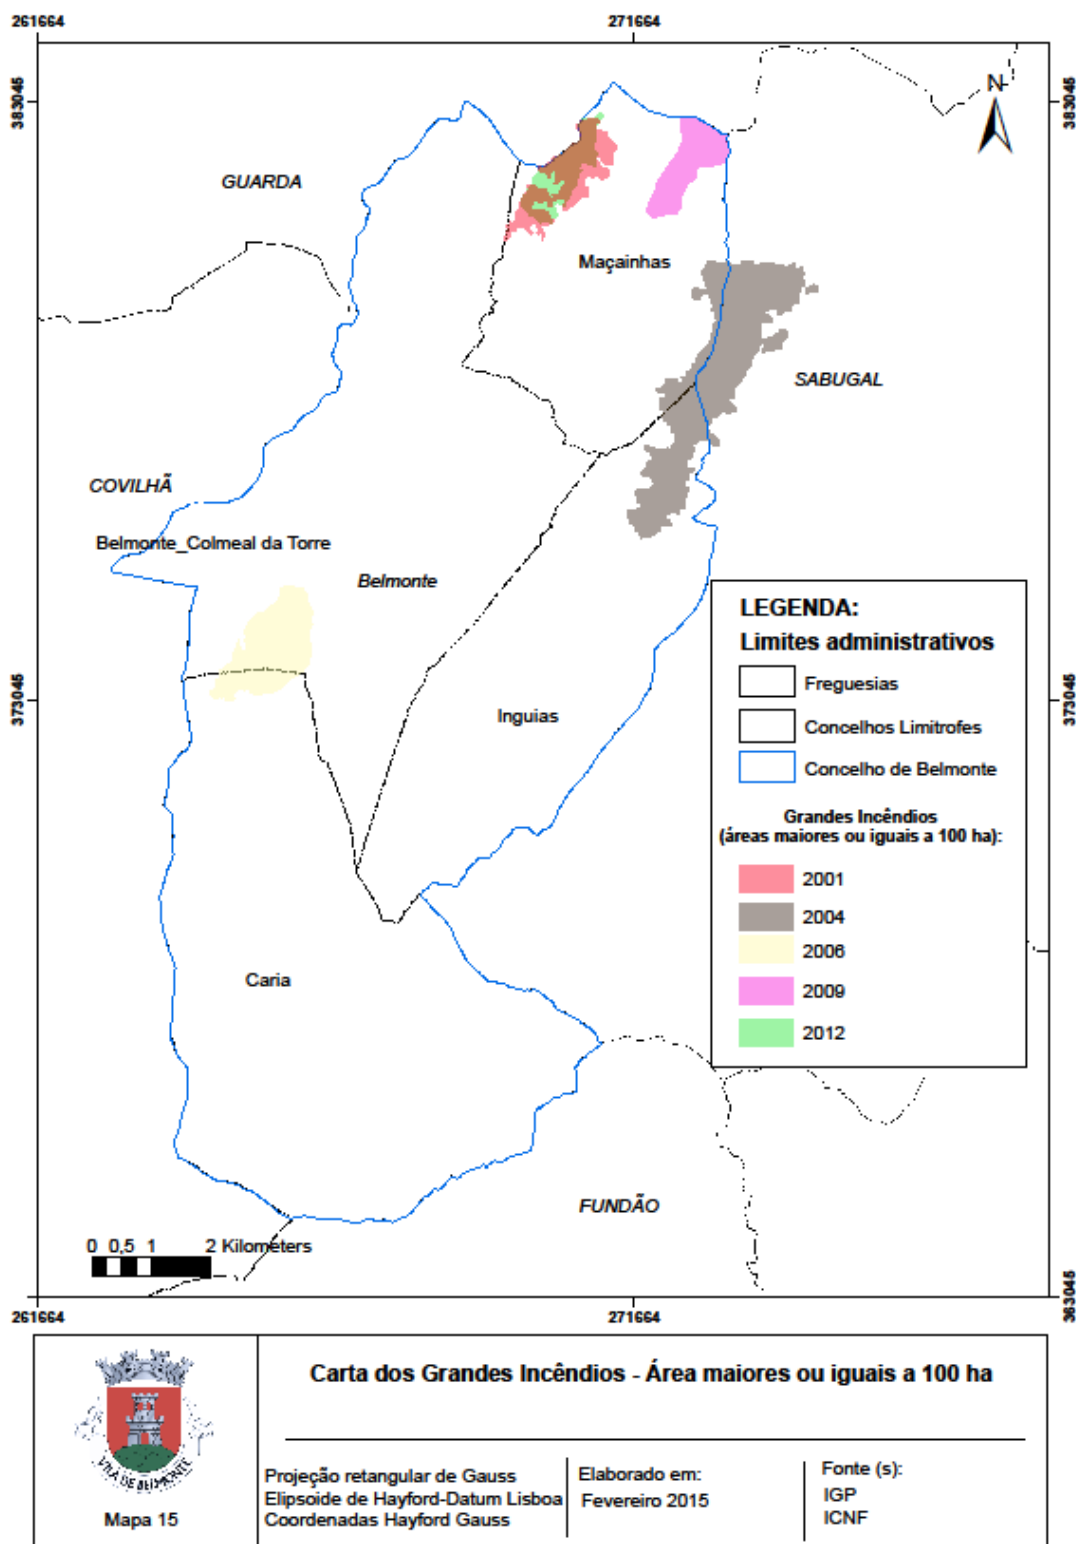 261664
271664
383045
383045
N
GUARDA
Maçainhas
SABUGAL
COVILHÃ
Belmonte_Colmeal da Torre
Belmonte
373045
373045
Inguias
Caria
FUNDÃO
LEGENDA:
Limites administrativos
Freguesias
Concelhos Limitrofes
Concelho de Belmonte
Grandes Incêndios
(áreas maiores ou iguais a 100 ha):
2001
2004
2006
2009
2012
0 0,5 1 2 Kilometers
363045
261664
271664
Carta dos Grandes Incêndios - Área maiores ou iguais a 100 ha
VILA DE BELMONTE
Mapa 15
Projeção retangular de Gauss
Elipsoide de Hayford-Datum Lisboa
Coordenadas Hayford Gauss
Elaborado em:
Fevereiro 2015
Fonte (s):
IGP
ICNF